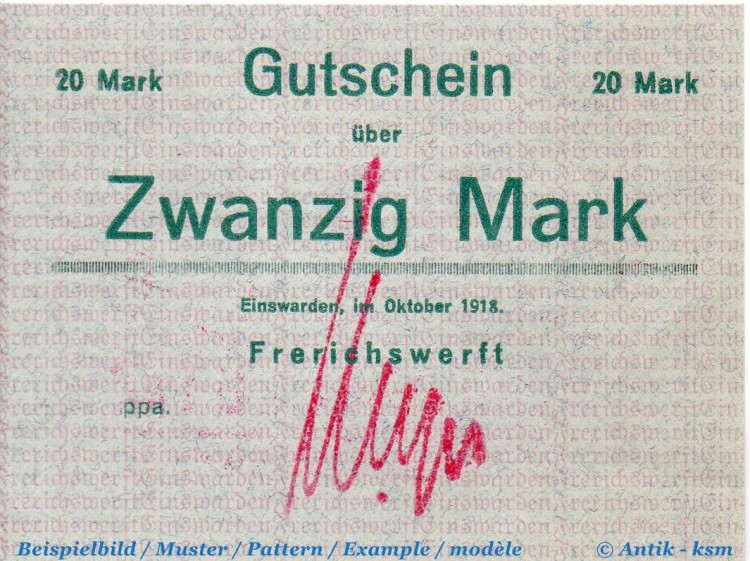 20 Mark Gutschein 20 Mark
über
Zwanzig Mark
Einswarden, im Oktober 1918.
Frerichswerft
ppa.
Beispielbild / Muster / Pattern / Example / modèle © Antik - ksm